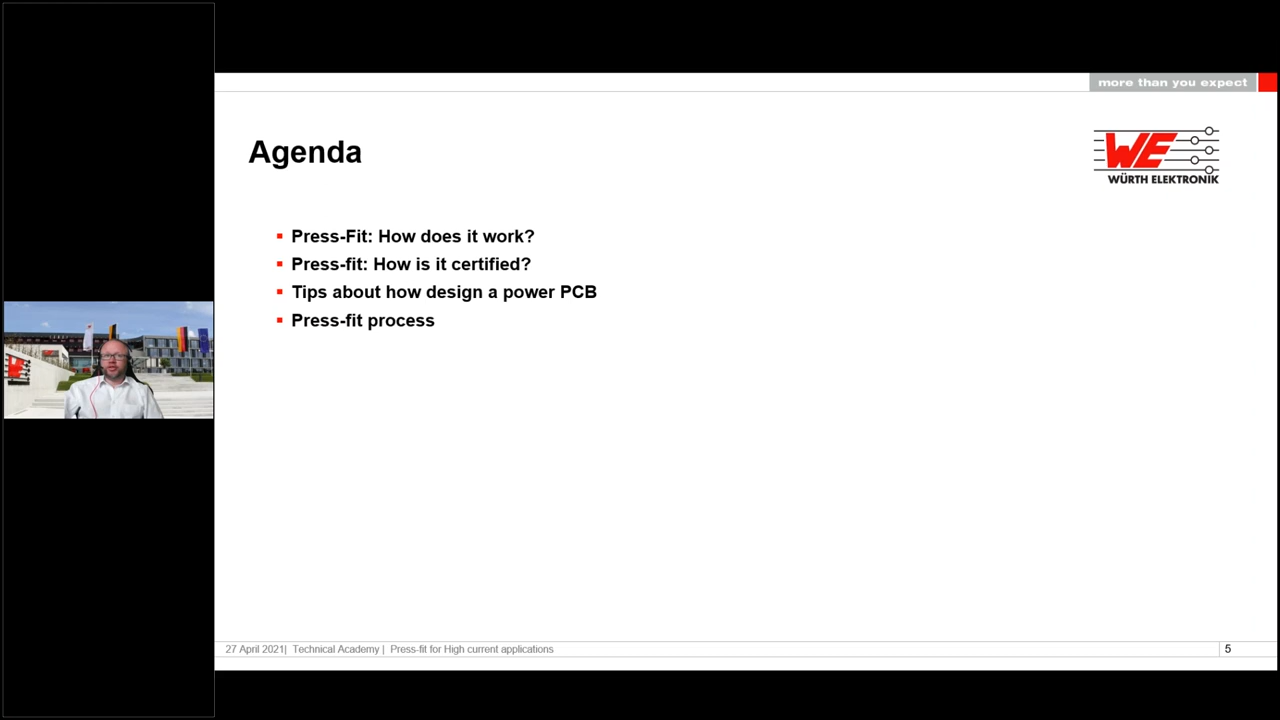 more than you expect
Agenda
WE
WÜRTH ELEKTRONIK
Press-Fit: How does it work?
Press-fit: How is it certified?
Tips about how design a power PCB
Press-fit process
WE
27 April 2021| Technical Academy | Press-fit for High current applications
5